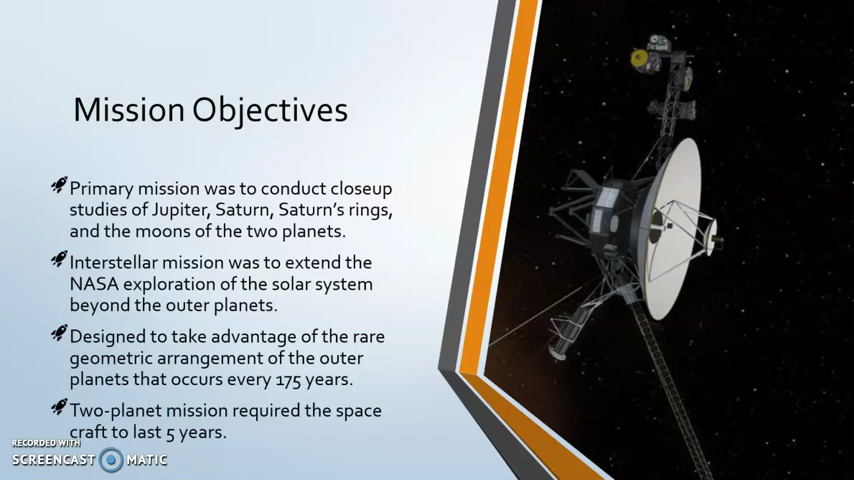 Mission Objectives
Primary mission was to conduct closeup
studies of Jupiter, Saturn, Saturn's rings,
and the moons of the two planets.
Interstellar mission was to extend the
NASA exploration of the solar system
beyond the outer planets.
Designed to take advantage of the rare
geometric arrangement of the outer
planets that occurs every 175 years.
Two-planet mission required the space
craft to last 5 years.
RECORDED WITH
SCREENCAST MATIC